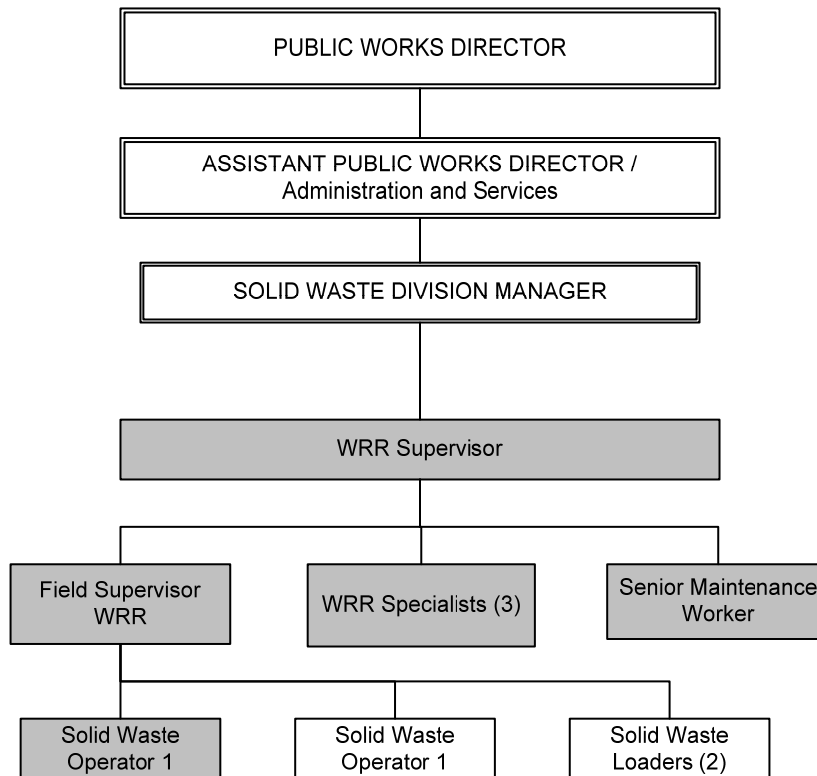 PUBLIC WORKS DIRECTOR
ASSISTANT PUBLIC WORKS DIRECTOR /
Administration and Services
SOLID WASTE DIVISION MANAGER
WRR Supervisor
Field Supervisor
WRR
WRR Specialists (3)
Senior Maintenance
Worker
Solid Waste
Operator 1
Solid Waste
Operator 1
Solid Waste
Loaders (2)